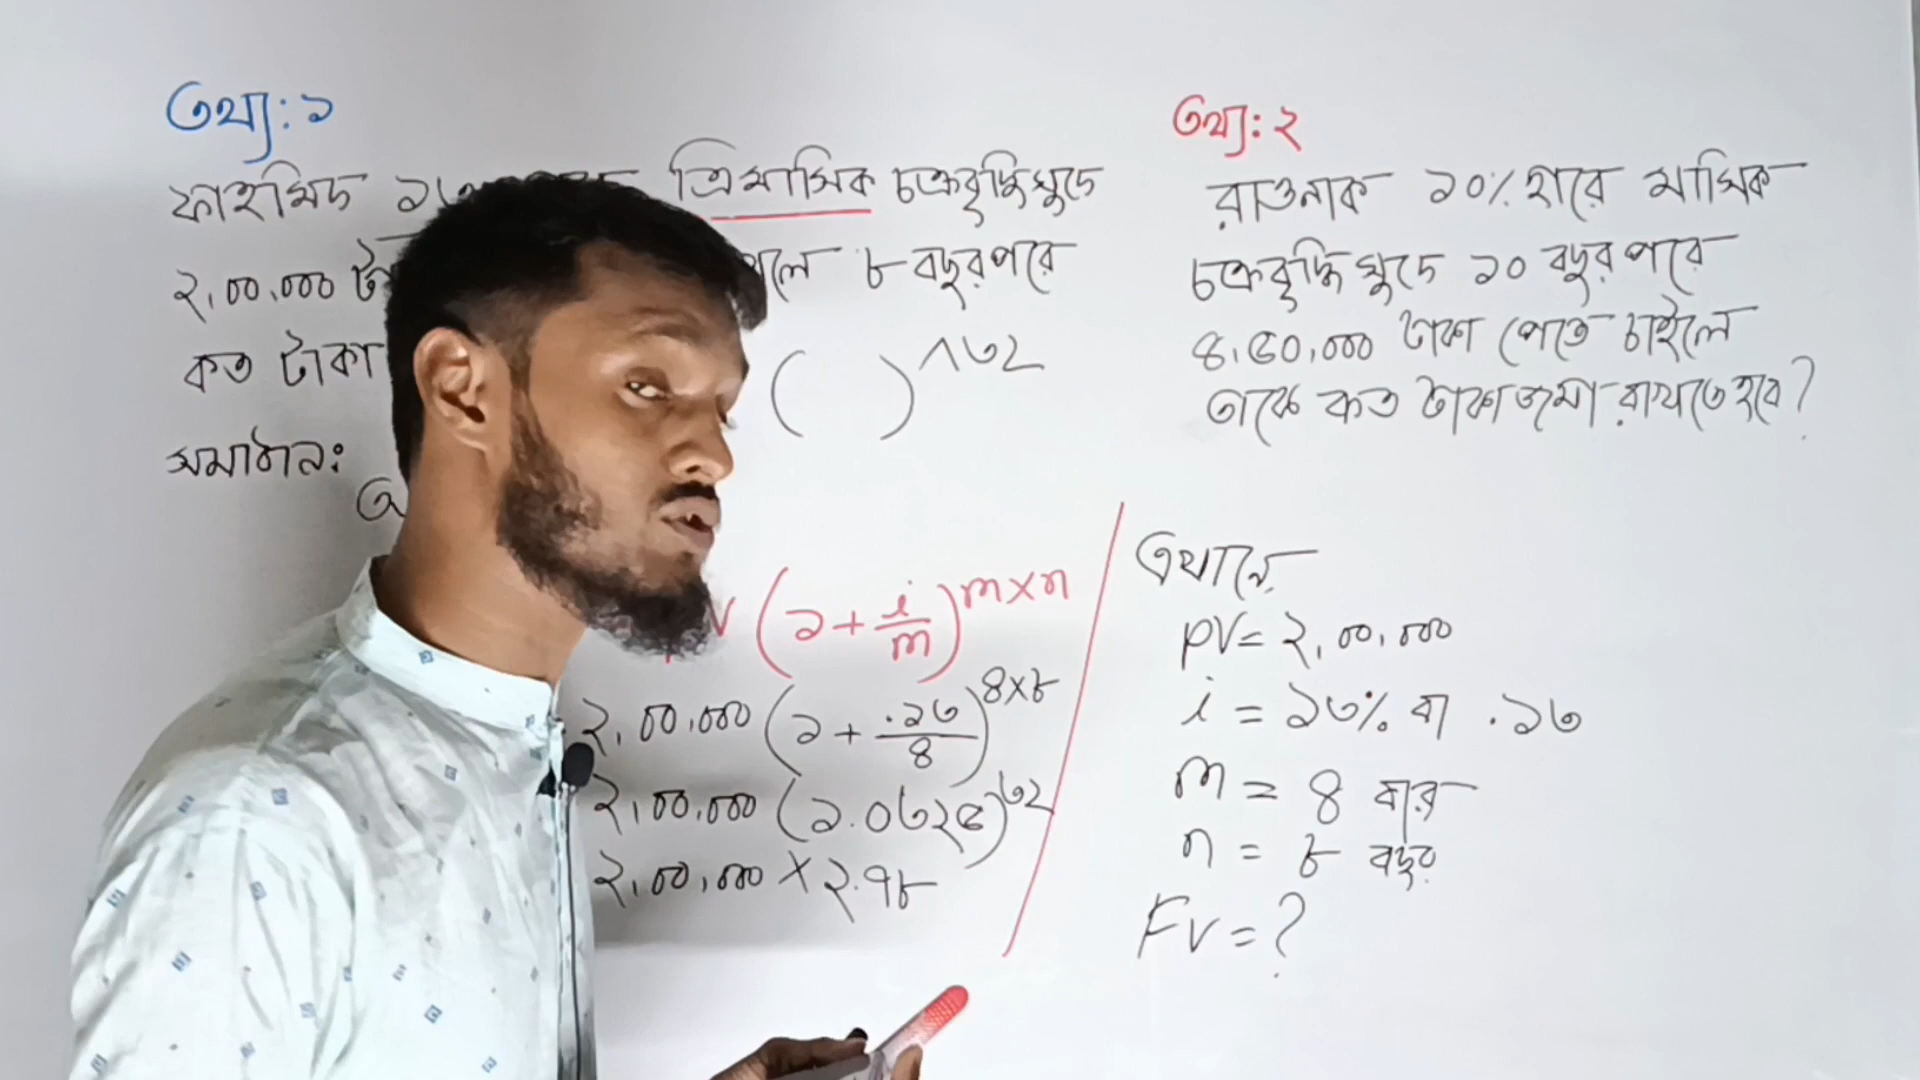 তথ্য: ১
ফাহমিদ ত্রিমাসিক চক্রবৃদ্ধি সুদে
২,০০,০০০ ৮ বছর পরে
কত টাকা
( )^৩২
সমাধান:
(১ + i/m)^m×n
২,০০,০০০ (১ + .১৩/৪)^৪×৮
২,০০,০০০ (১.০৩২৫)^৩২
২,০০,০০০ × ২.৭৮
তথ্য: ২
রাওনাক ১০% হারে মাসিক
চক্রবৃদ্ধি সুদে ১০ বছর পরে
৪,৫০,০০০ টাকা পেতে চাইলে
তাকে কত টাকা জমা রাখতে হবে?
এখানে,
PV = ২,০০,০০০
i = ১৩% বা .১৩
m = ৪ বার
n = ৮ বছর
FV = ?